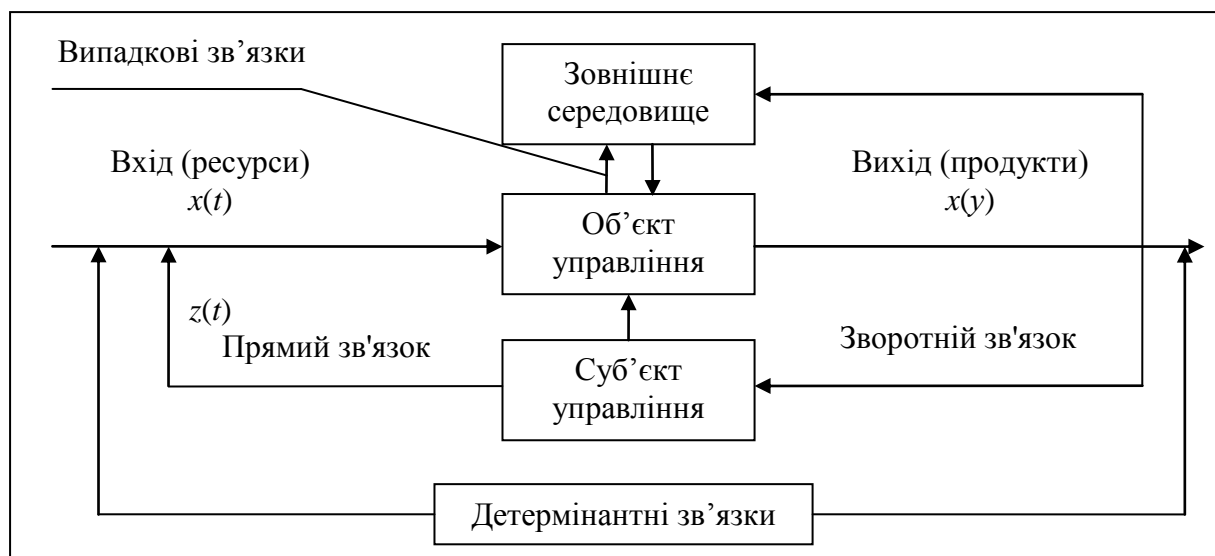 Випадкові зв’язки
Зовнішнє
середовище
Вхід (ресурси)
x(t)
Вихід (продукти)
x(y)
Об’єкт
управління
z(t)
Прямий зв'язок
Зворотній зв'язок
Суб’єкт
управління
Детермінантні зв’язки